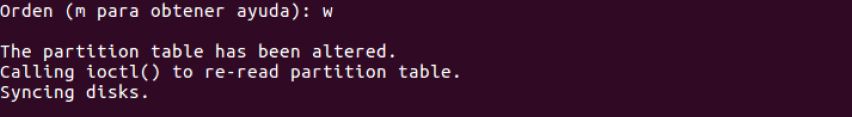 Orden (m para obtener ayuda): w
The partition table has been altered.
Calling ioctl() to re-read partition table.
Syncing disks.